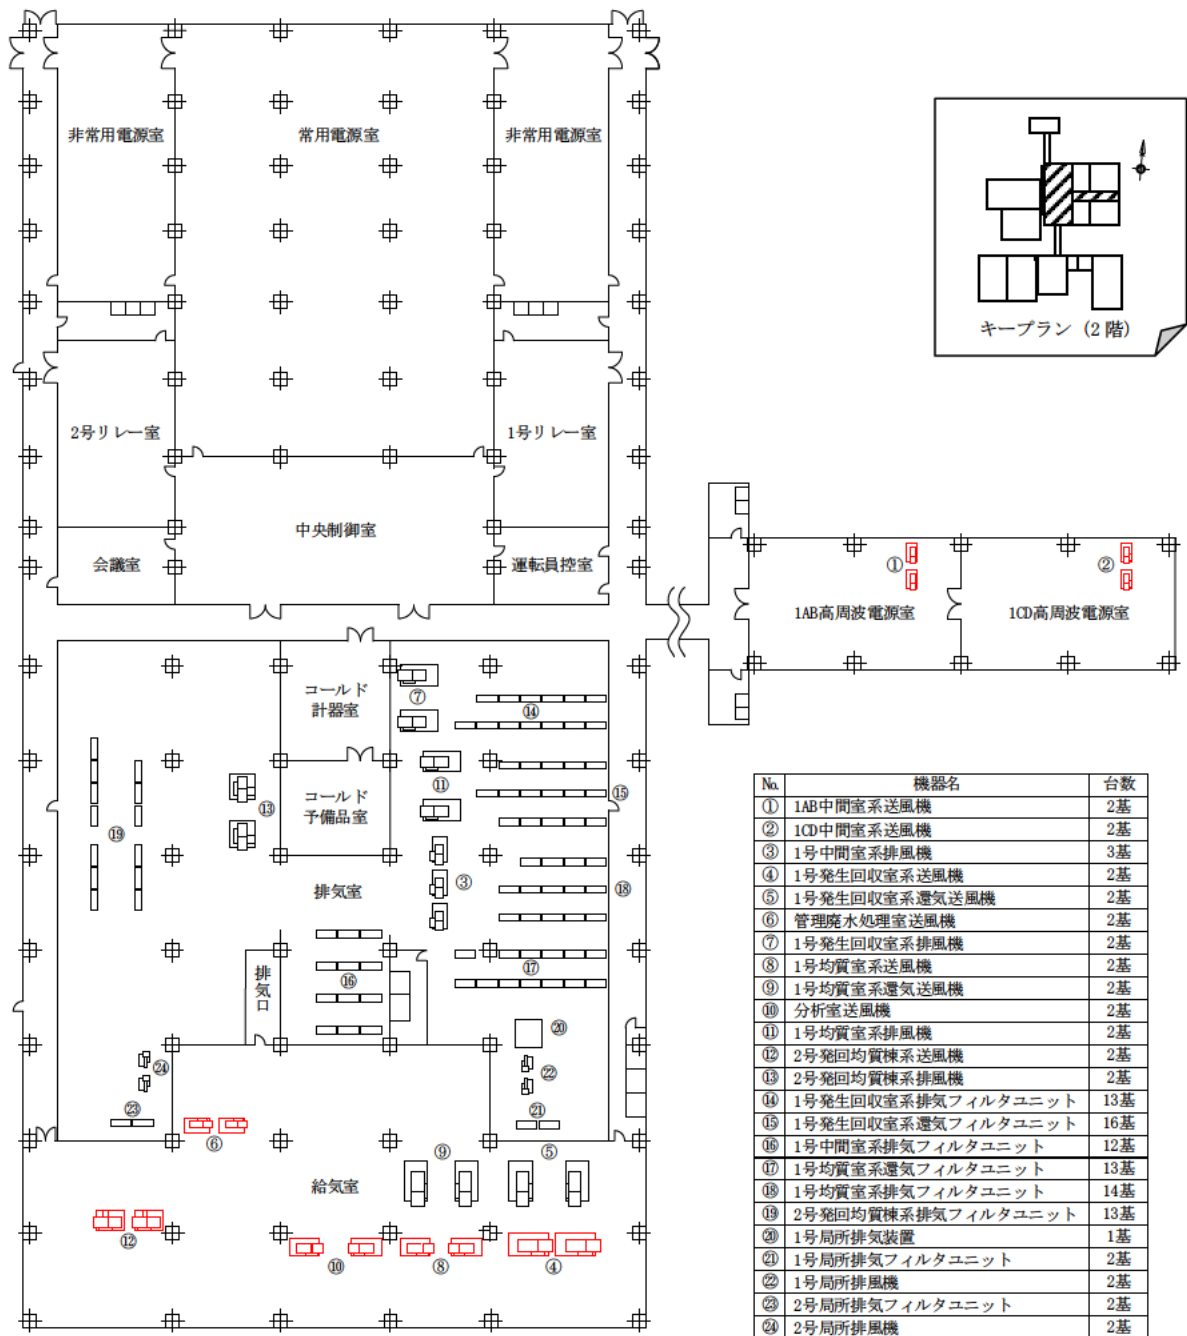 非常用電源室
常用電源室
非常用電源室
キープラン（2階）
2号リレー室
1号リレー室
中央制御室
会議室
運転員控室
①
②
1AB高周波電源室
1CD高周波電源室
コールド
計器室
⑦
⑭
⑪
⑮
⑬
コールド
予備品室
⑲
③
排気室
⑱
排気口
⑯
⑰
⑳
㉔
㉒
㉓
㉑
⑥
⑨
⑤
給気室
⑫
⑩
⑧
④
No. 機器名 台数
① 1AB中間室系送風機 2基
② 1CD中間室系送風機 2基
③ 1号中間室系排風機 3基
④ 1号発生回収室系送風機 2基
⑤ 1号発生回収室系還気送風機 2基
⑥ 管理廃水処理室送風機 2基
⑦ 1号発生回収室系排風機 2基
⑧ 1号均質室系送風機 2基
⑨ 1号均質室系還気送風機 2基
⑩ 分析室送風機 2基
⑪ 1号均質室系排風機 2基
⑫ 2号発回均質棟系送風機 2基
⑬ 2号発回均質棟系排風機 2基
⑭ 1号発生回収室系排気フィルタユニット 13基
⑮ 1号発生回収室系還気フィルタユニット 16基
⑯ 1号中間室系排気フィルタユニット 12基
⑰ 1号均質室系還気フィルタユニット 13基
⑱ 1号均質室系排気フィルタユニット 14基
⑲ 2号発回均質棟系排気フィルタユニット 13基
⑳ 1号局所排気装置 1基
㉑ 1号局所排気フィルタユニット 2基
㉒ 1号局所排風機 2基
㉓ 2号局所排気フィルタユニット 2基
㉔ 2号局所排風機 2基